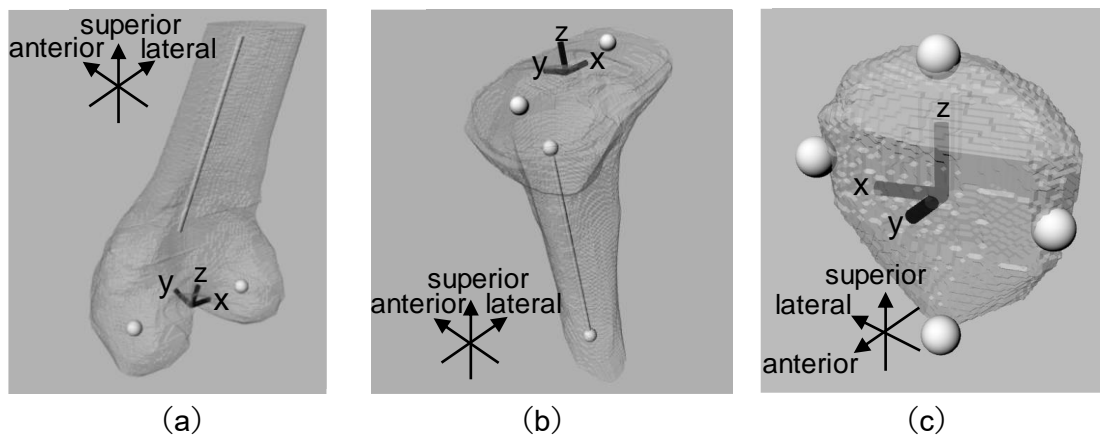 superior
anterior
lateral
y
z
x
(a)
z
y
x
superior
anterior
lateral
(b)
z
x
y
superior
lateral
anterior
(c)